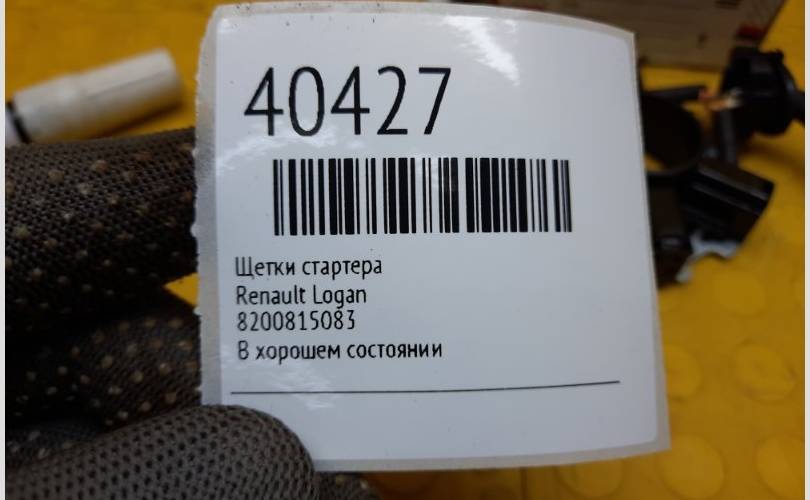 40427
Щетки стартера
Renault Logan
8200815083
В хорошем состоянии